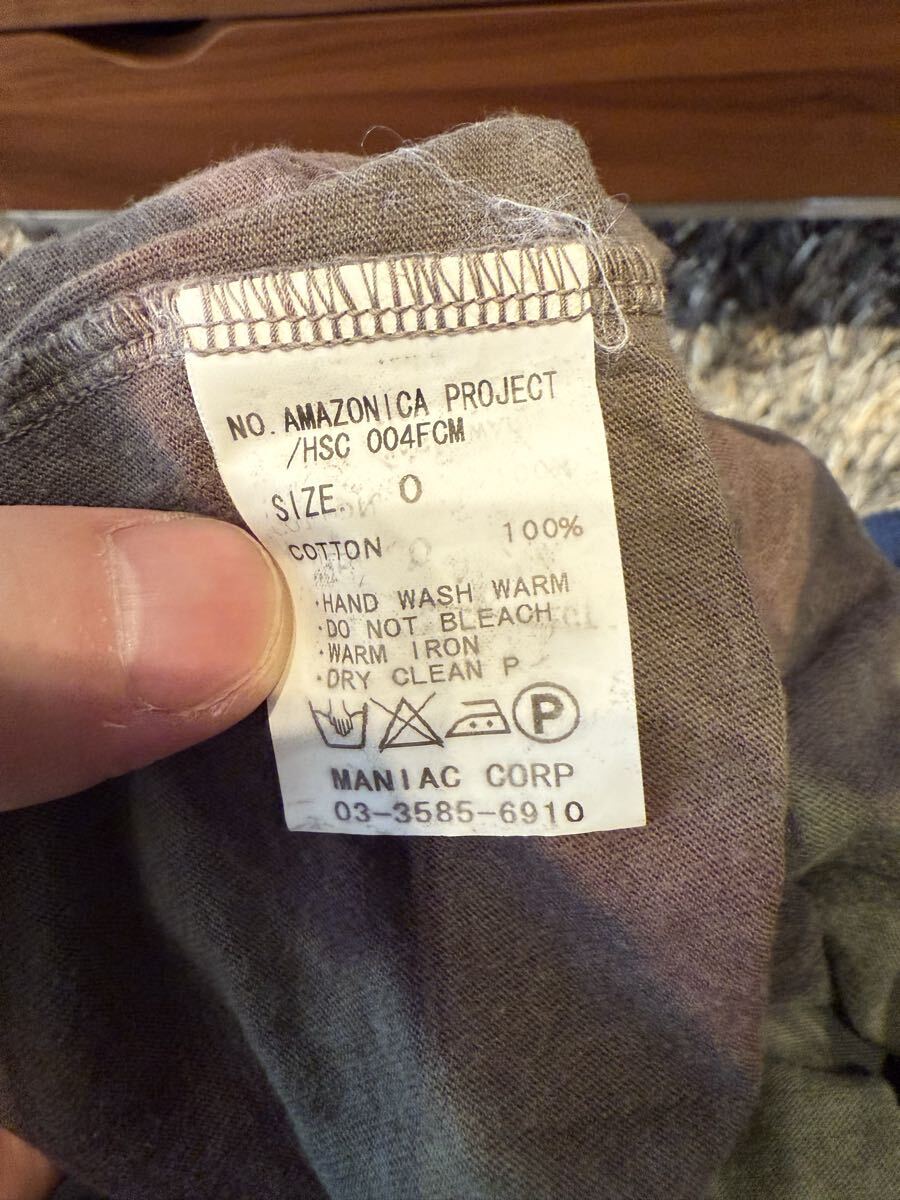 NO. AMAZONICA PROJECT
/HSC 004FCM
SIZE. 0
COTTON 100%
・HAND WASH WARM
・DO NOT BLEACH
・WARM IRON
・DRY CLEAN P
P
MANIAC CORP
03-3585-6910